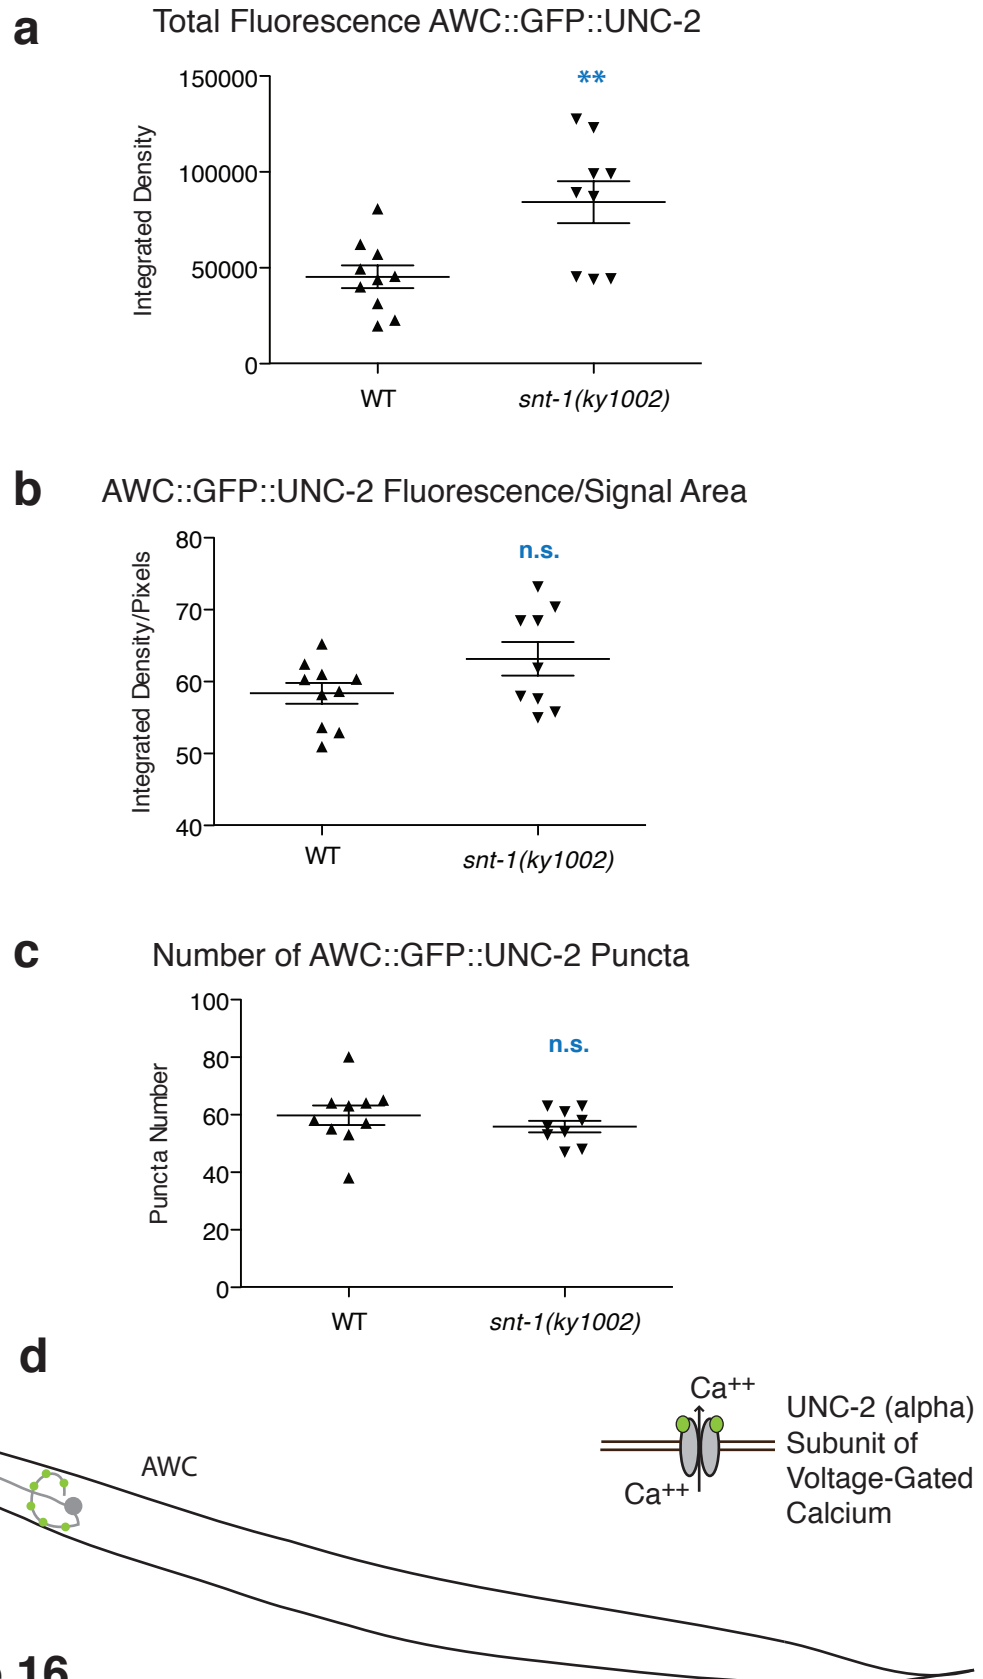 a
Total Fluorescence AWC::GFP::UNC-2
150000
100000
50000
0
Integrated Density
**
WT
snt-1(ky1002)
b
AWC::GFP::UNC-2 Fluorescence/Signal Area
80
70
60
50
40
Integrated Density/Pixels
n.s.
WT
snt-1(ky1002)
c
Number of AWC::GFP::UNC-2 Puncta
100
80
60
40
20
0
Puncta Number
n.s.
WT
snt-1(ky1002)
d
AWC
Ca++
Ca++
UNC-2 (alpha)
Subunit of
Voltage-Gated
Calcium
16